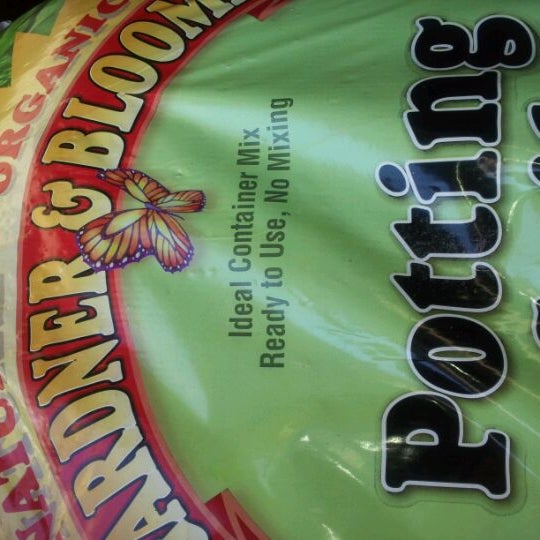 ORGANIC
ARDNER & BLOOM
Ideal Container Mix
Ready to Use, No Mixing
Potting